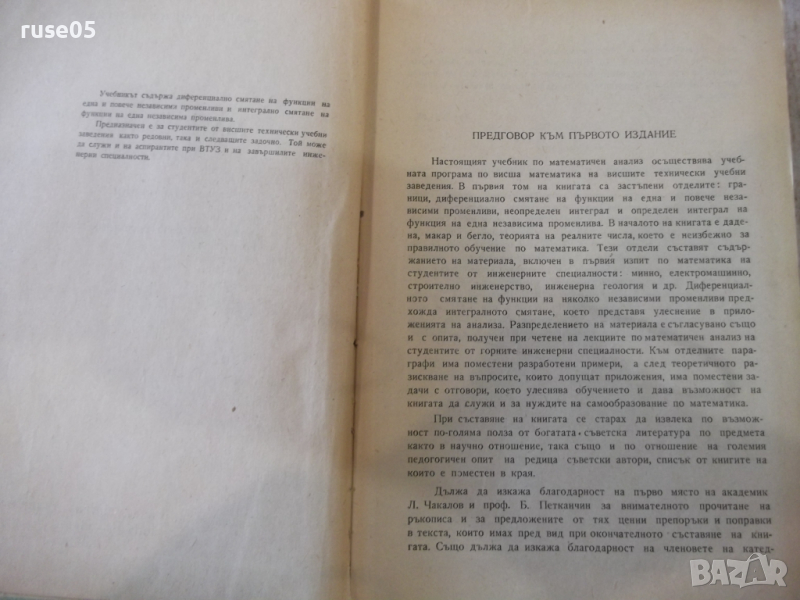 ruse05
Учебникът съдържа диференциално смятане на функции на
една и повече независима променливи и интегрално смятане на
функции на една независима променлива.
Предназначен е за студентите от висшите технически учебни
заведения както редовни, така и следващите задочно. Той може
да служи и на аспирантите при ВТУЗ и на завършилите инже-
нерни специалности.
ПРЕДГОВОР КЪМ ПЪРВОТО ИЗДАНИЕ
Настоящият учебник по математичен анализ осъществява учеб-
ната програма по висша математика на висшите технически учебни
заведения. В първия том на книгата са застъпени отделите: гра-
ници, диференциално смятане на функции на една и повече неза-
висими променливи, неопределен интеграл и определен интеграл на
функция на една независима променлива. В началото на книгата е даде-
на, макар и бегло, теорията на реалните числа, което е неизбежно за
правилното обучение по математика. Тези отдели съставят съдър-
жанието на материала, включен в първия изпит по математика на
студентите от инженерните специалности: минно, електромашинно,
строително инженерство, инженерна геология и др. Диференциал-
ното смятане на функции на няколко независими променливи пред-
хожда интегралното смятане, което представя улеснение в прило-
женията на анализа. Разпределението на материала е съгласувано също
и с опита, получен при четене на лекциите по математичен анализ на
студентите от горните инженерни специалности. Към отделните пара-
графи има поместени разработени примери, а след теоретичното раз-
искване на въпросите, които допущат приложения, има поместени за-
дачи с отговори, което улеснява обучението и дава възможност на
книгата да служи и за нуждите на самообразование по математика.
При съставяне на книгата се старах да извлека по възмож-
ност по-голяма полза от богатата съветска литература по предмета
както в научно отношение, така също и по отношение на големия
педогогичен опит на редица съветски автори, списък от книгите на
които е поместен в края.
Дължа да изкажа благодарност на първо място на академик
Л. Чакалов и проф. Б. Петканчин за внимателното прочитане на
ръкописа и за предложените от тях ценни препоръки и поправки
в текста, които имах пред вид при окончателното съставяне на кни-
гата. Също дължа да изкажа благодарност на членовете на катед-
BAZAR